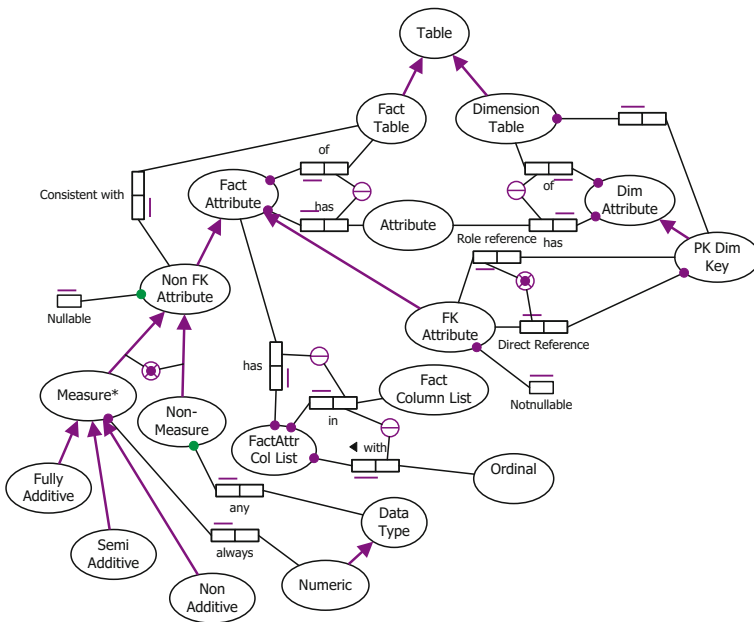 Table
Fact
Table
Dimension
Table
of
Consistent with
Fact
Attribute
has
Attribute
of
has
Dim
Attribute
Role reference
PK Dim
Key
Non FK
Attribute
Nullable
FK
Attribute
Direct Reference
Notnullable
has
Fact
Column List
in
Measure*
Non-
Measure
FactAttr
Col List
◀ with
Ordinal
Fully
Additive
any
Data
Type
always
Semi
Additive
Non
Additive
Numeric